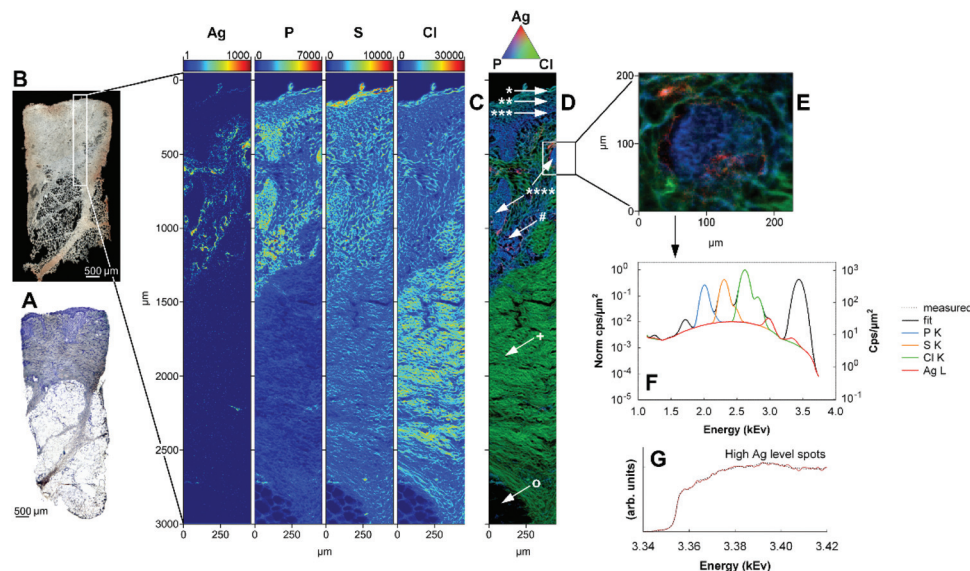 Ag
Ag P S Cl
1 1000 0 7000 0 10000 0 30000
P Cl
B
C
D
E
0
500
1000
1500
2000
2500
3000
µm
0 250
0 250
0 250
0 250
0 250
µm
µm
*
**
***
****
#
+
o
200
µm
100
0
0 100 200
µm
500 µm
A
500 µm
Norm cps/µm²
10⁰
10⁻¹
10⁻²
10⁻³
10⁻⁴
10⁻⁵
Cps/µm²
10³
10²
10¹
10⁰
10⁻¹
F
1.0 1.5 2.0 2.5 3.0 3.5 4.0
Energy (kEv)
measured
fit
P K
S K
Cl K
Ag L
G
High Ag level spots
(arb. units)
3.34 3.36 3.38 3.40 3.42
Energy (kEv)